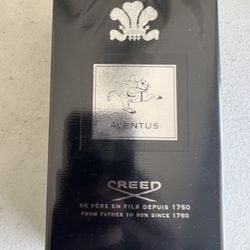 AVENTUS
CREED
DE PÈRE EN FILS DEPUIS 1760
FROM FATHER TO SON SINCE 1760